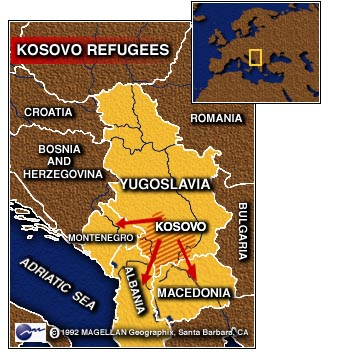 KOSOVO REFUGEES
CROATIA
ROMANIA
BOSNIA
AND
HERZEGOVINA
YUGOSLAVIA
KOSOVO
MONTENEGRO
BULGARIA
ADRIATIC SEA
ALBANIA
MACEDONIA
©1992 MAGELLAN Geographix, Santa Barbara, CA